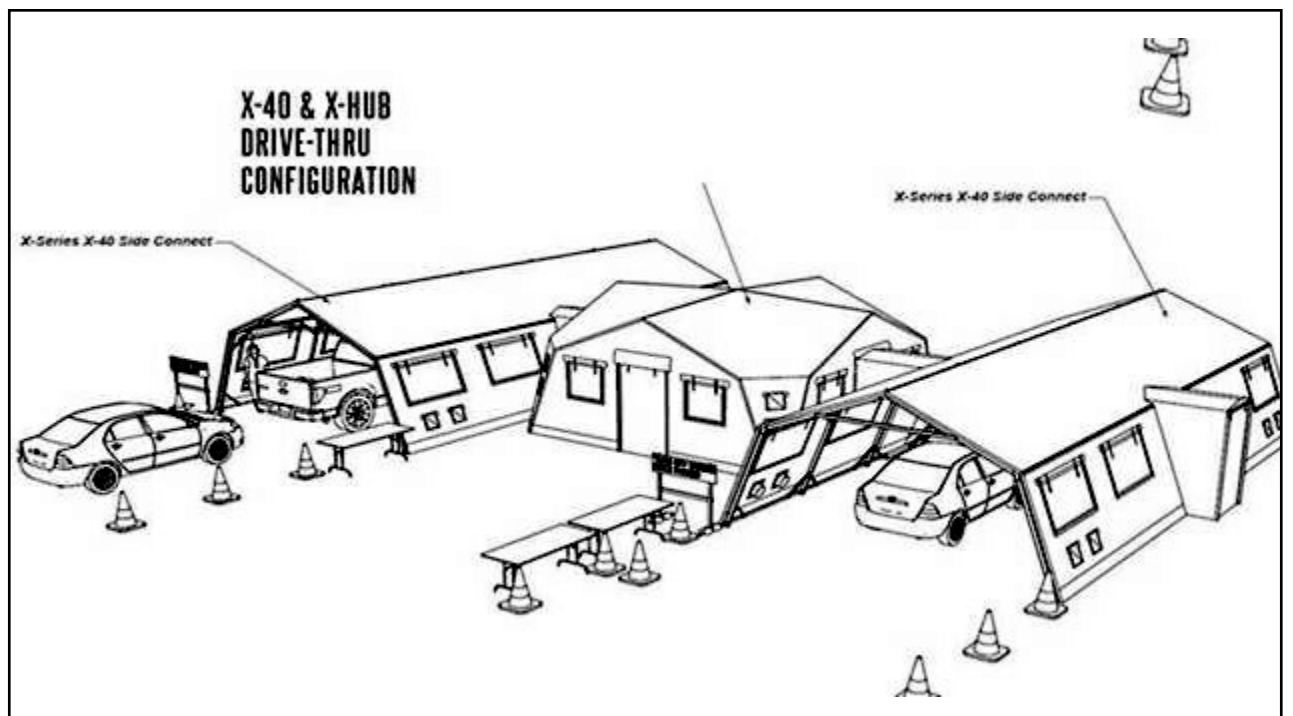 X-40 & X-HUB
DRIVE-THRU
CONFIGURATION
X-Series X-40 Side Connect
X-Series X-40 Side Connect